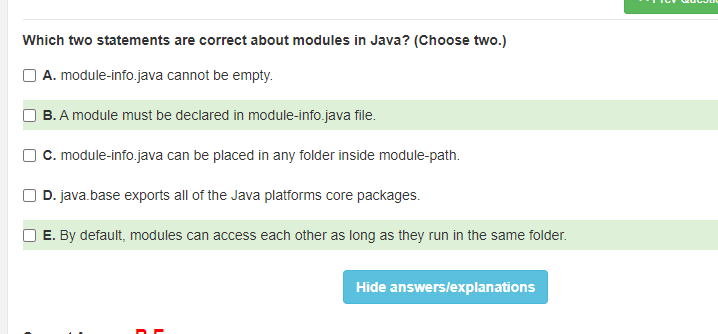 Which two statements are correct about modules in Java? (Choose two.)
A. module-info.java cannot be empty.
B. A module must be declared in module-info.java file.
C. module-info.java can be placed in any folder inside module-path.
D. java.base exports all of the Java platforms core packages.
E. By default, modules can access each other as long as they run in the same folder.
Hide answers/explanations